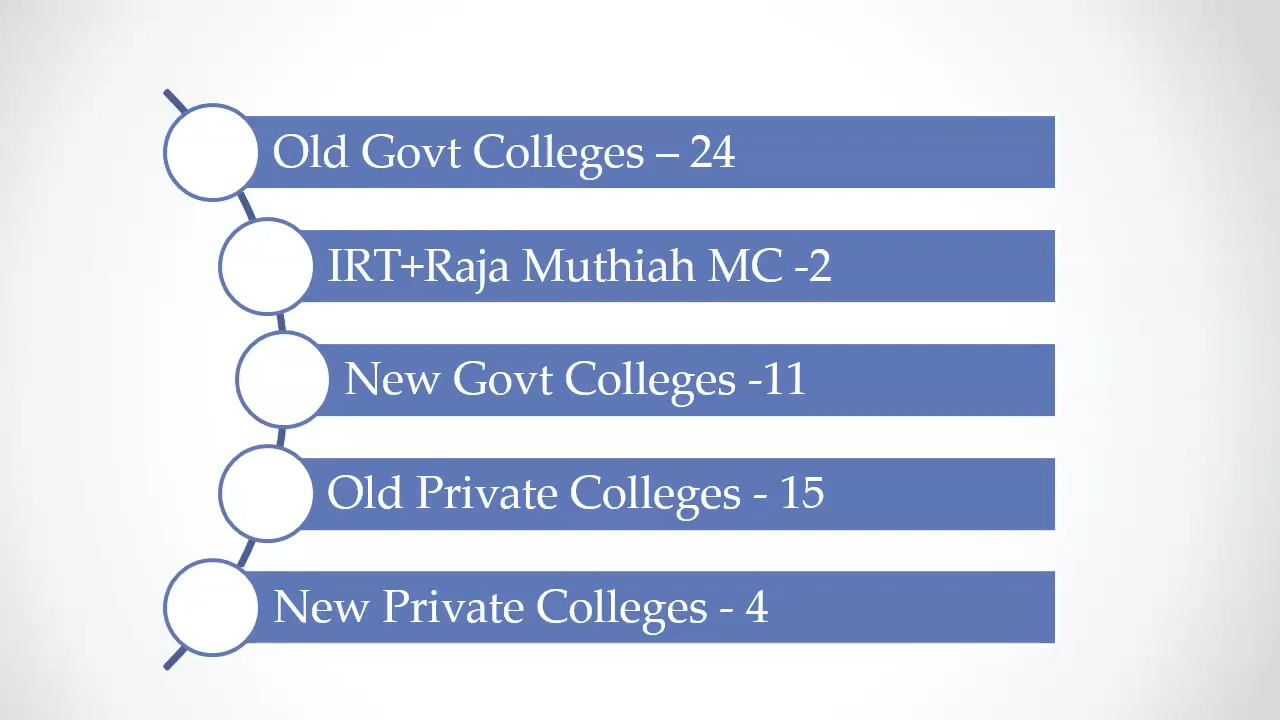 Old Govt Colleges – 24
IRT+Raja Muthiah MC -2
New Govt Colleges -11
Old Private Colleges - 15
New Private Colleges - 4